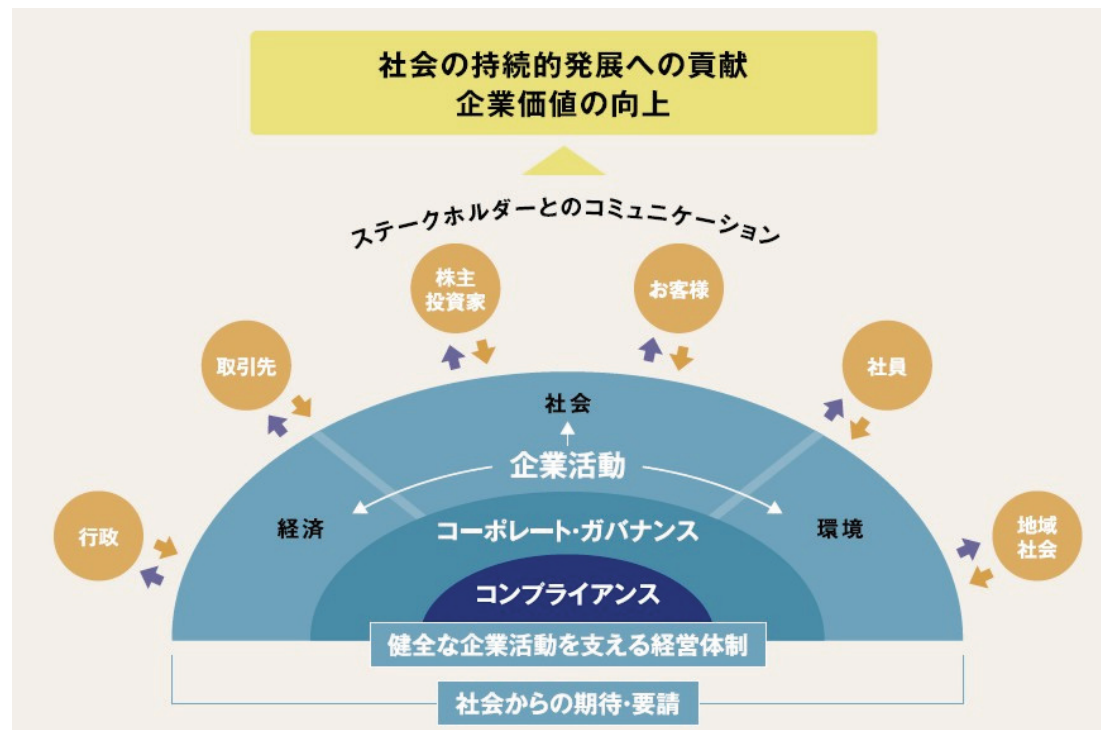 社会の持続的発展への貢献
企業価値の向上
ステークホルダーとのコミュニケーション
株主
投資家
お客様
取引先
社員
行政
地域
社会
社会
企業活動
経済
環境
コーポレート・ガバナンス
コンプライアンス
健全な企業活動を支える経営体制
社会からの期待・要請